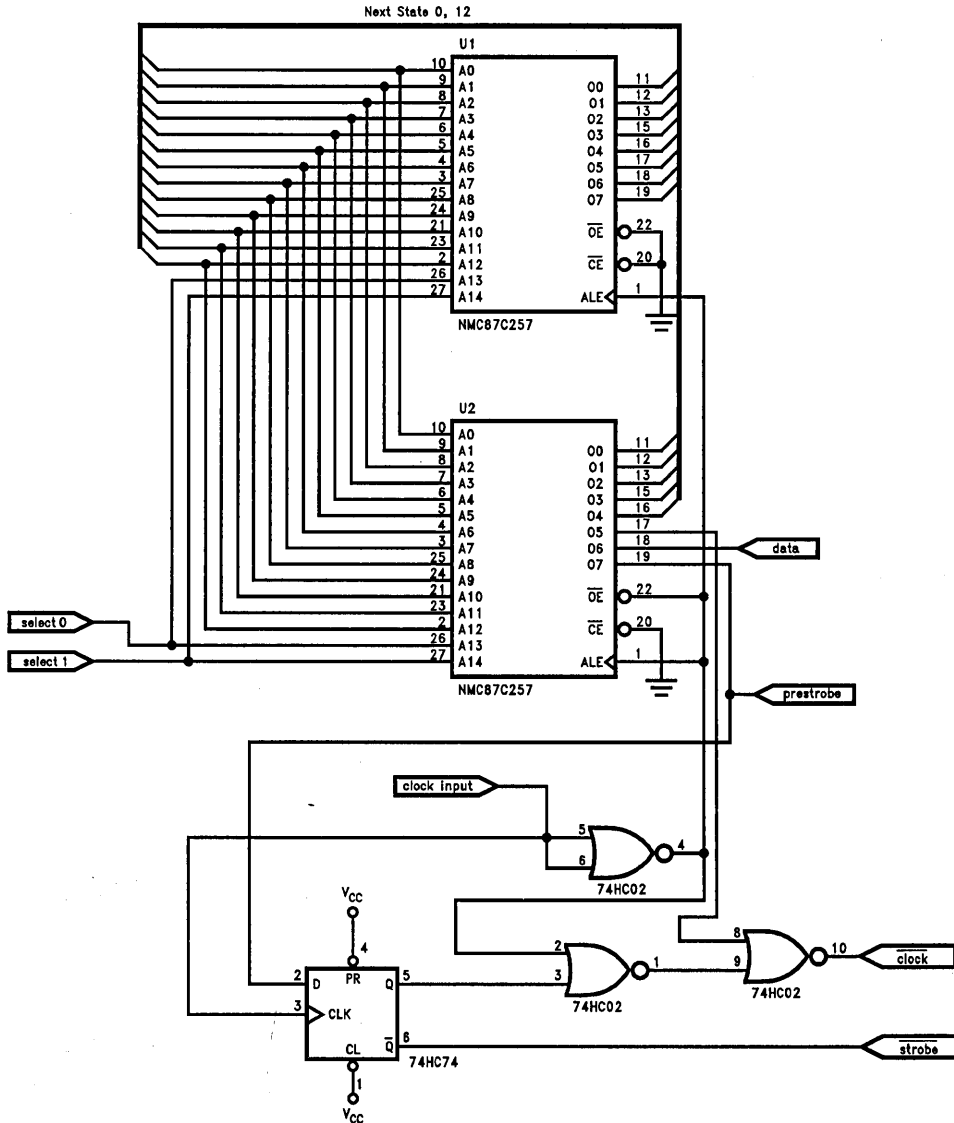 Next State 0, 12
U1
10 A0
9 A1
8 A2
7 A3
6 A4
5 A5
4 A6
3 A7
25 A8
24 A9
21 A10
23 A11
2 A12
26 A13
27 A14
O0 11
O1 12
O2 13
O3 15
O4 16
O5 17
O6 18
O7 19
OE 22
CE 20
ALE 1
NMC87C257
U2
10 A0
9 A1
8 A2
7 A3
6 A4
5 A5
4 A6
3 A7
25 A8
24 A9
21 A10
23 A11
2 A12
26 A13
27 A14
O0 11
O1 12
O2 13
O3 15
O4 16
O5 17
O6 18
O7 19
OE 22
CE 20
ALE 1
NMC87C257
data
select 0
select 1
prestrobe
clock input
5
6
4
74HC02
VCC
4
PR
2 D
3 CLK
Q 5
Q 6
CL
1
VCC
74HC74
2
3
1
74HC02
8
9
10
74HC02
clock
strobe